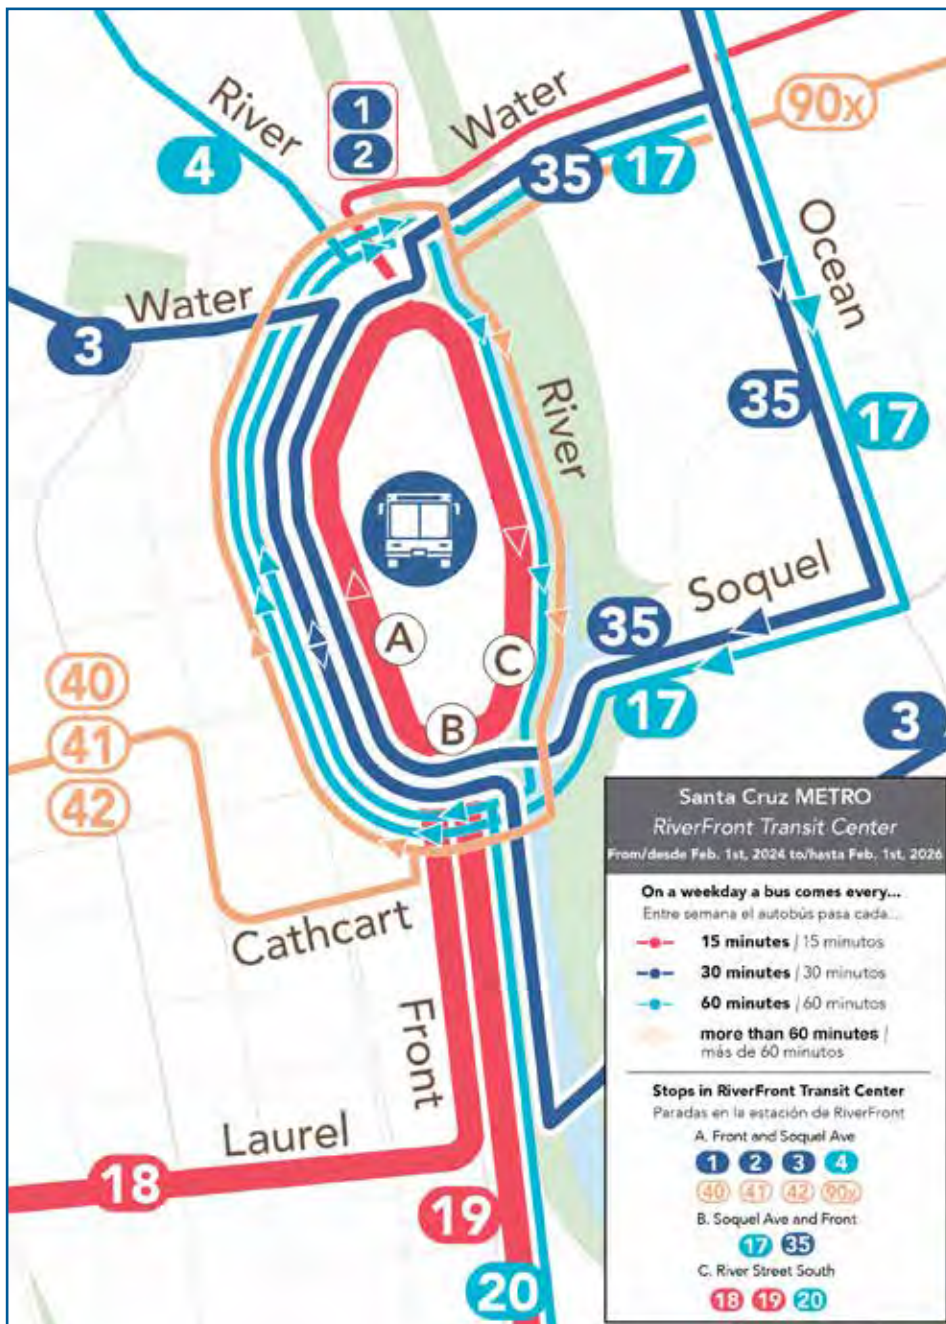 River
1
2
Water
90x
4
35
17
Ocean
Water
3
River
35
17
Soquel
A
C
35
40
B
17
3
41
42
Cathcart
Front
Laurel
18
19
20
Santa Cruz METRO
RiverFront Transit Center
From/desde Feb. 1st, 2024 to/hasta Feb. 1st, 2026
On a weekday a bus comes every...
Entre semana el autobús pasa cada...
15 minutes / 15 minutos
30 minutes / 30 minutos
60 minutes / 60 minutos
more than 60 minutes /
más de 60 minutos
Stops in RiverFront Transit Center
Paradas en la estación de RiverFront
A. Front and Soquel Ave
1 2 3 4
40 41 42 90x
B. Soquel Ave and Front
17 35
C. River Street South
18 19 20